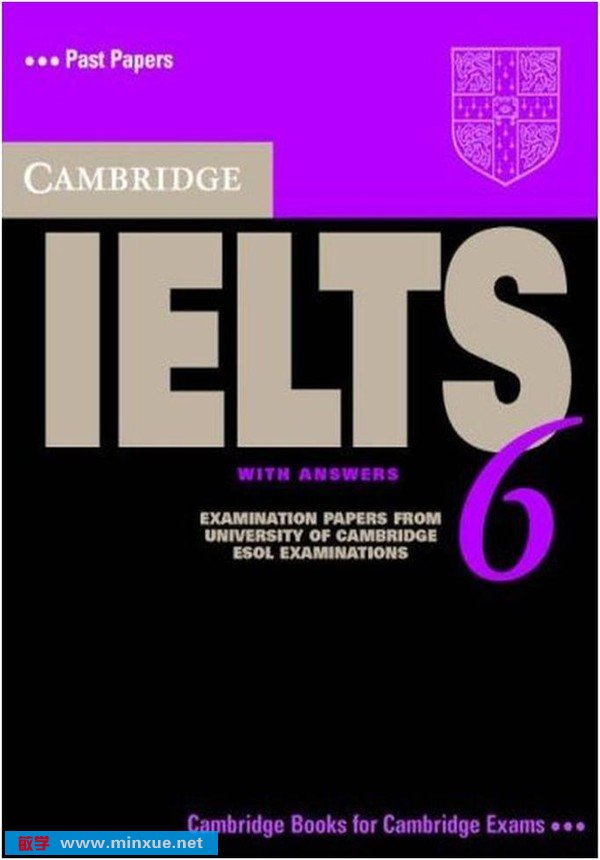 ••• Past Papers
CAMBRIDGE
IELTS
6
WITH ANSWERS
EXAMINATION PAPERS FROM
UNIVERSITY OF CAMBRIDGE
ESOL EXAMINATIONS
Cambridge Books for Cambridge Exams •••
敏学 www.minxue.net